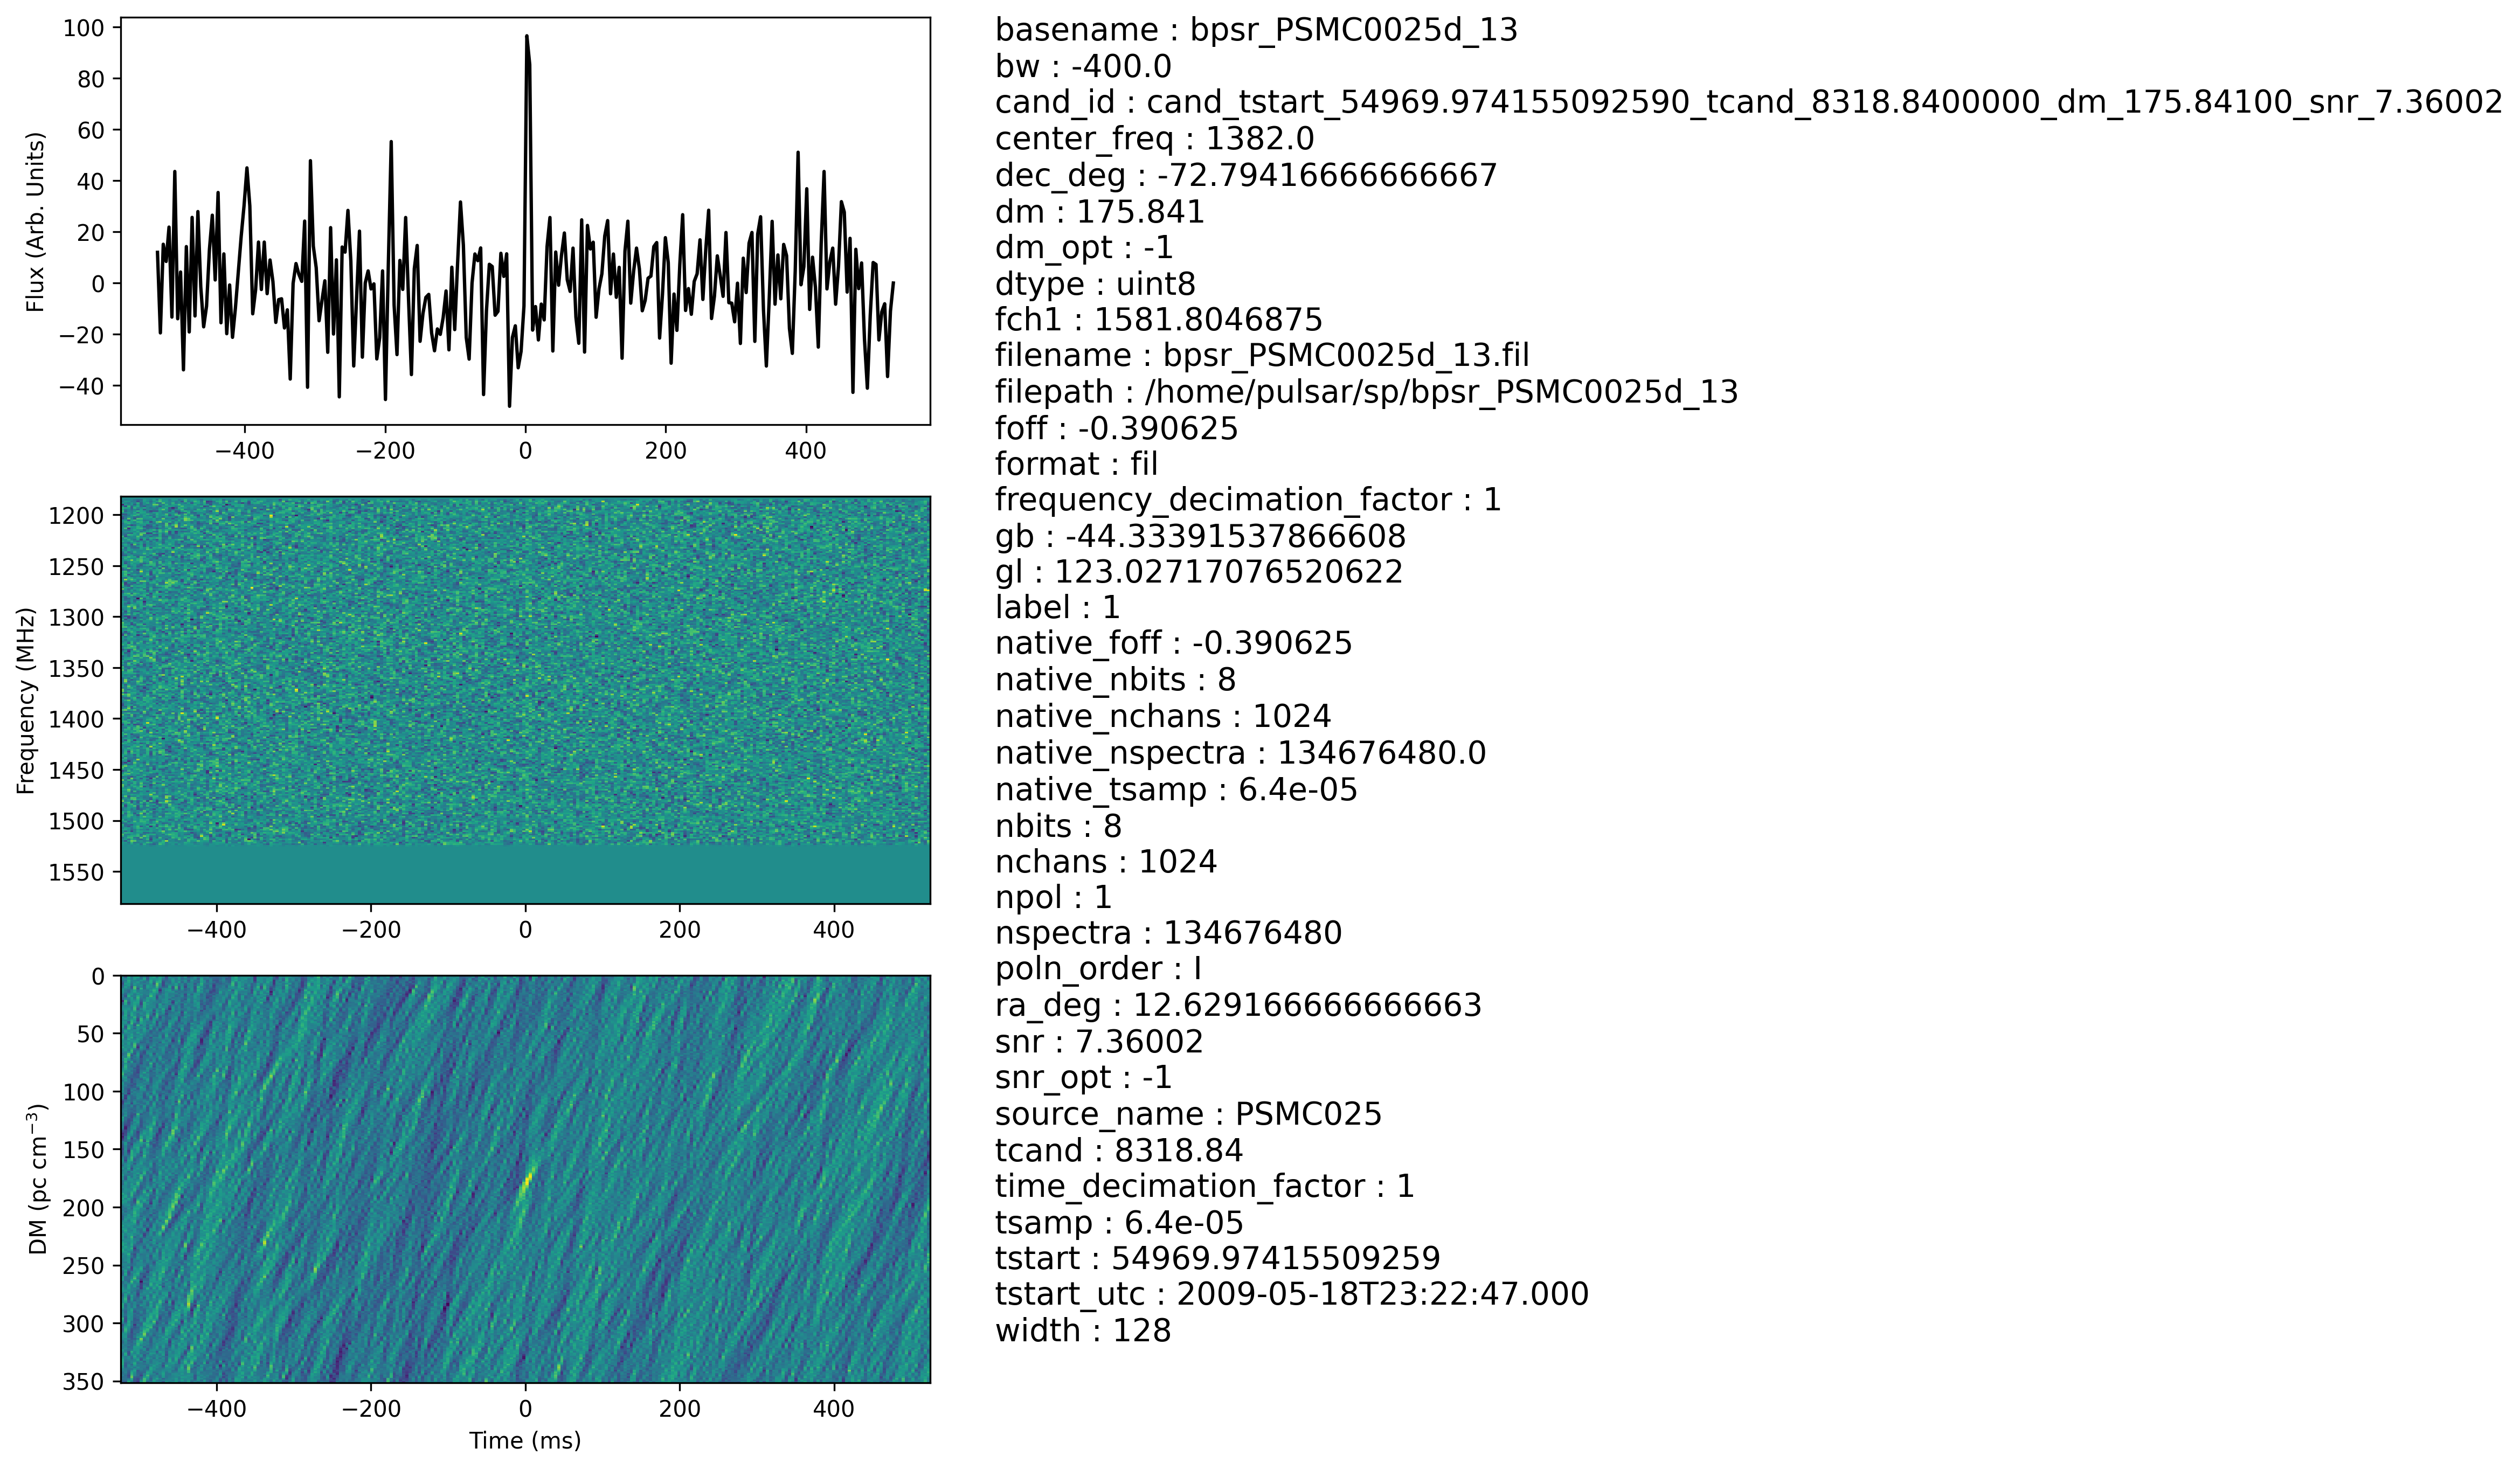 100
80
60
40
20
0
−20
−40
Flux (Arb. Units)
−400 −200 0 200 400
1200
1250
1300
1350
1400
1450
1500
1550
Frequency (MHz)
−400 −200 0 200 400
0
50
100
150
200
250
300
350
DM (pc cm⁻³)
−400 −200 0 200 400
Time (ms)
basename : bpsr_PSMC0025d_13
bw : -400.0
cand_id : cand_tstart_54969.974155092590_tcand_8318.8400000_dm_175.84100_snr_7.36002
center_freq : 1382.0
dec_deg : -72.79416666666667
dm : 175.841
dm_opt : -1
dtype : uint8
fch1 : 1581.8046875
filename : bpsr_PSMC0025d_13.fil
filepath : /home/pulsar/sp/bpsr_PSMC0025d_13
foff : -0.390625
format : fil
frequency_decimation_factor : 1
gb : -44.33391537866608
gl : 123.02717076520622
label : 1
native_foff : -0.390625
native_nbits : 8
native_nchans : 1024
native_nspectra : 134676480.0
native_tsamp : 6.4e-05
nbits : 8
nchans : 1024
npol : 1
nspectra : 134676480
poln_order : I
ra_deg : 12.629166666666663
snr : 7.36002
snr_opt : -1
source_name : PSMC025
tcand : 8318.84
time_decimation_factor : 1
tsamp : 6.4e-05
tstart : 54969.97415509259
tstart_utc : 2009-05-18T23:22:47.000
width : 128